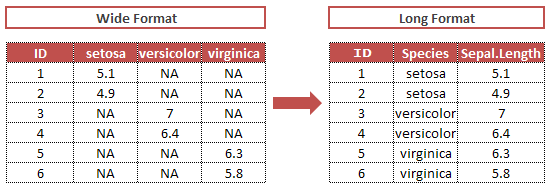 Wide Format
ID setosa versicolor virginica
1 5.1 NA NA
2 4.9 NA NA
3 NA 7 NA
4 NA 6.4 NA
5 NA NA 6.3
6 NA NA 5.8
Long Format
ID Species Sepal.Length
1 setosa 5.1
2 setosa 4.9
3 versicolor 7
4 versicolor 6.4
5 virginica 6.3
6 virginica 5.8